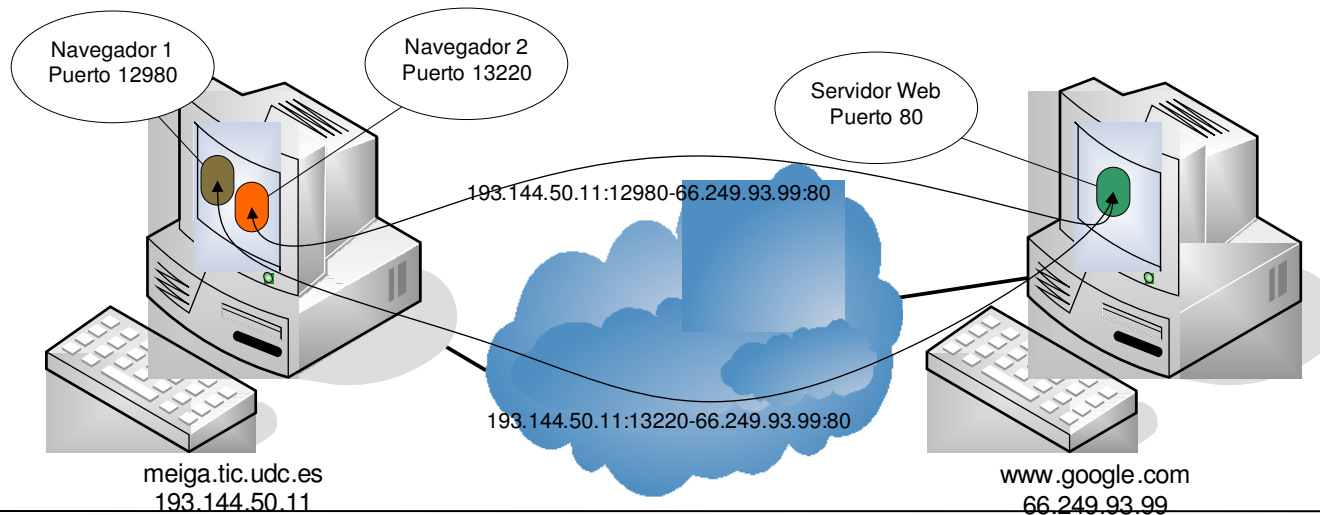 Navegador 1
Puerto 12980
Navegador 2
Puerto 13220
Servidor Web
Puerto 80
193.144.50.11:12980-66.249.93.99:80
193.144.50.11:13220-66.249.93.99:80
meiga.tic.udc.es
193.144.50.11
www.google.com
66.249.93.99